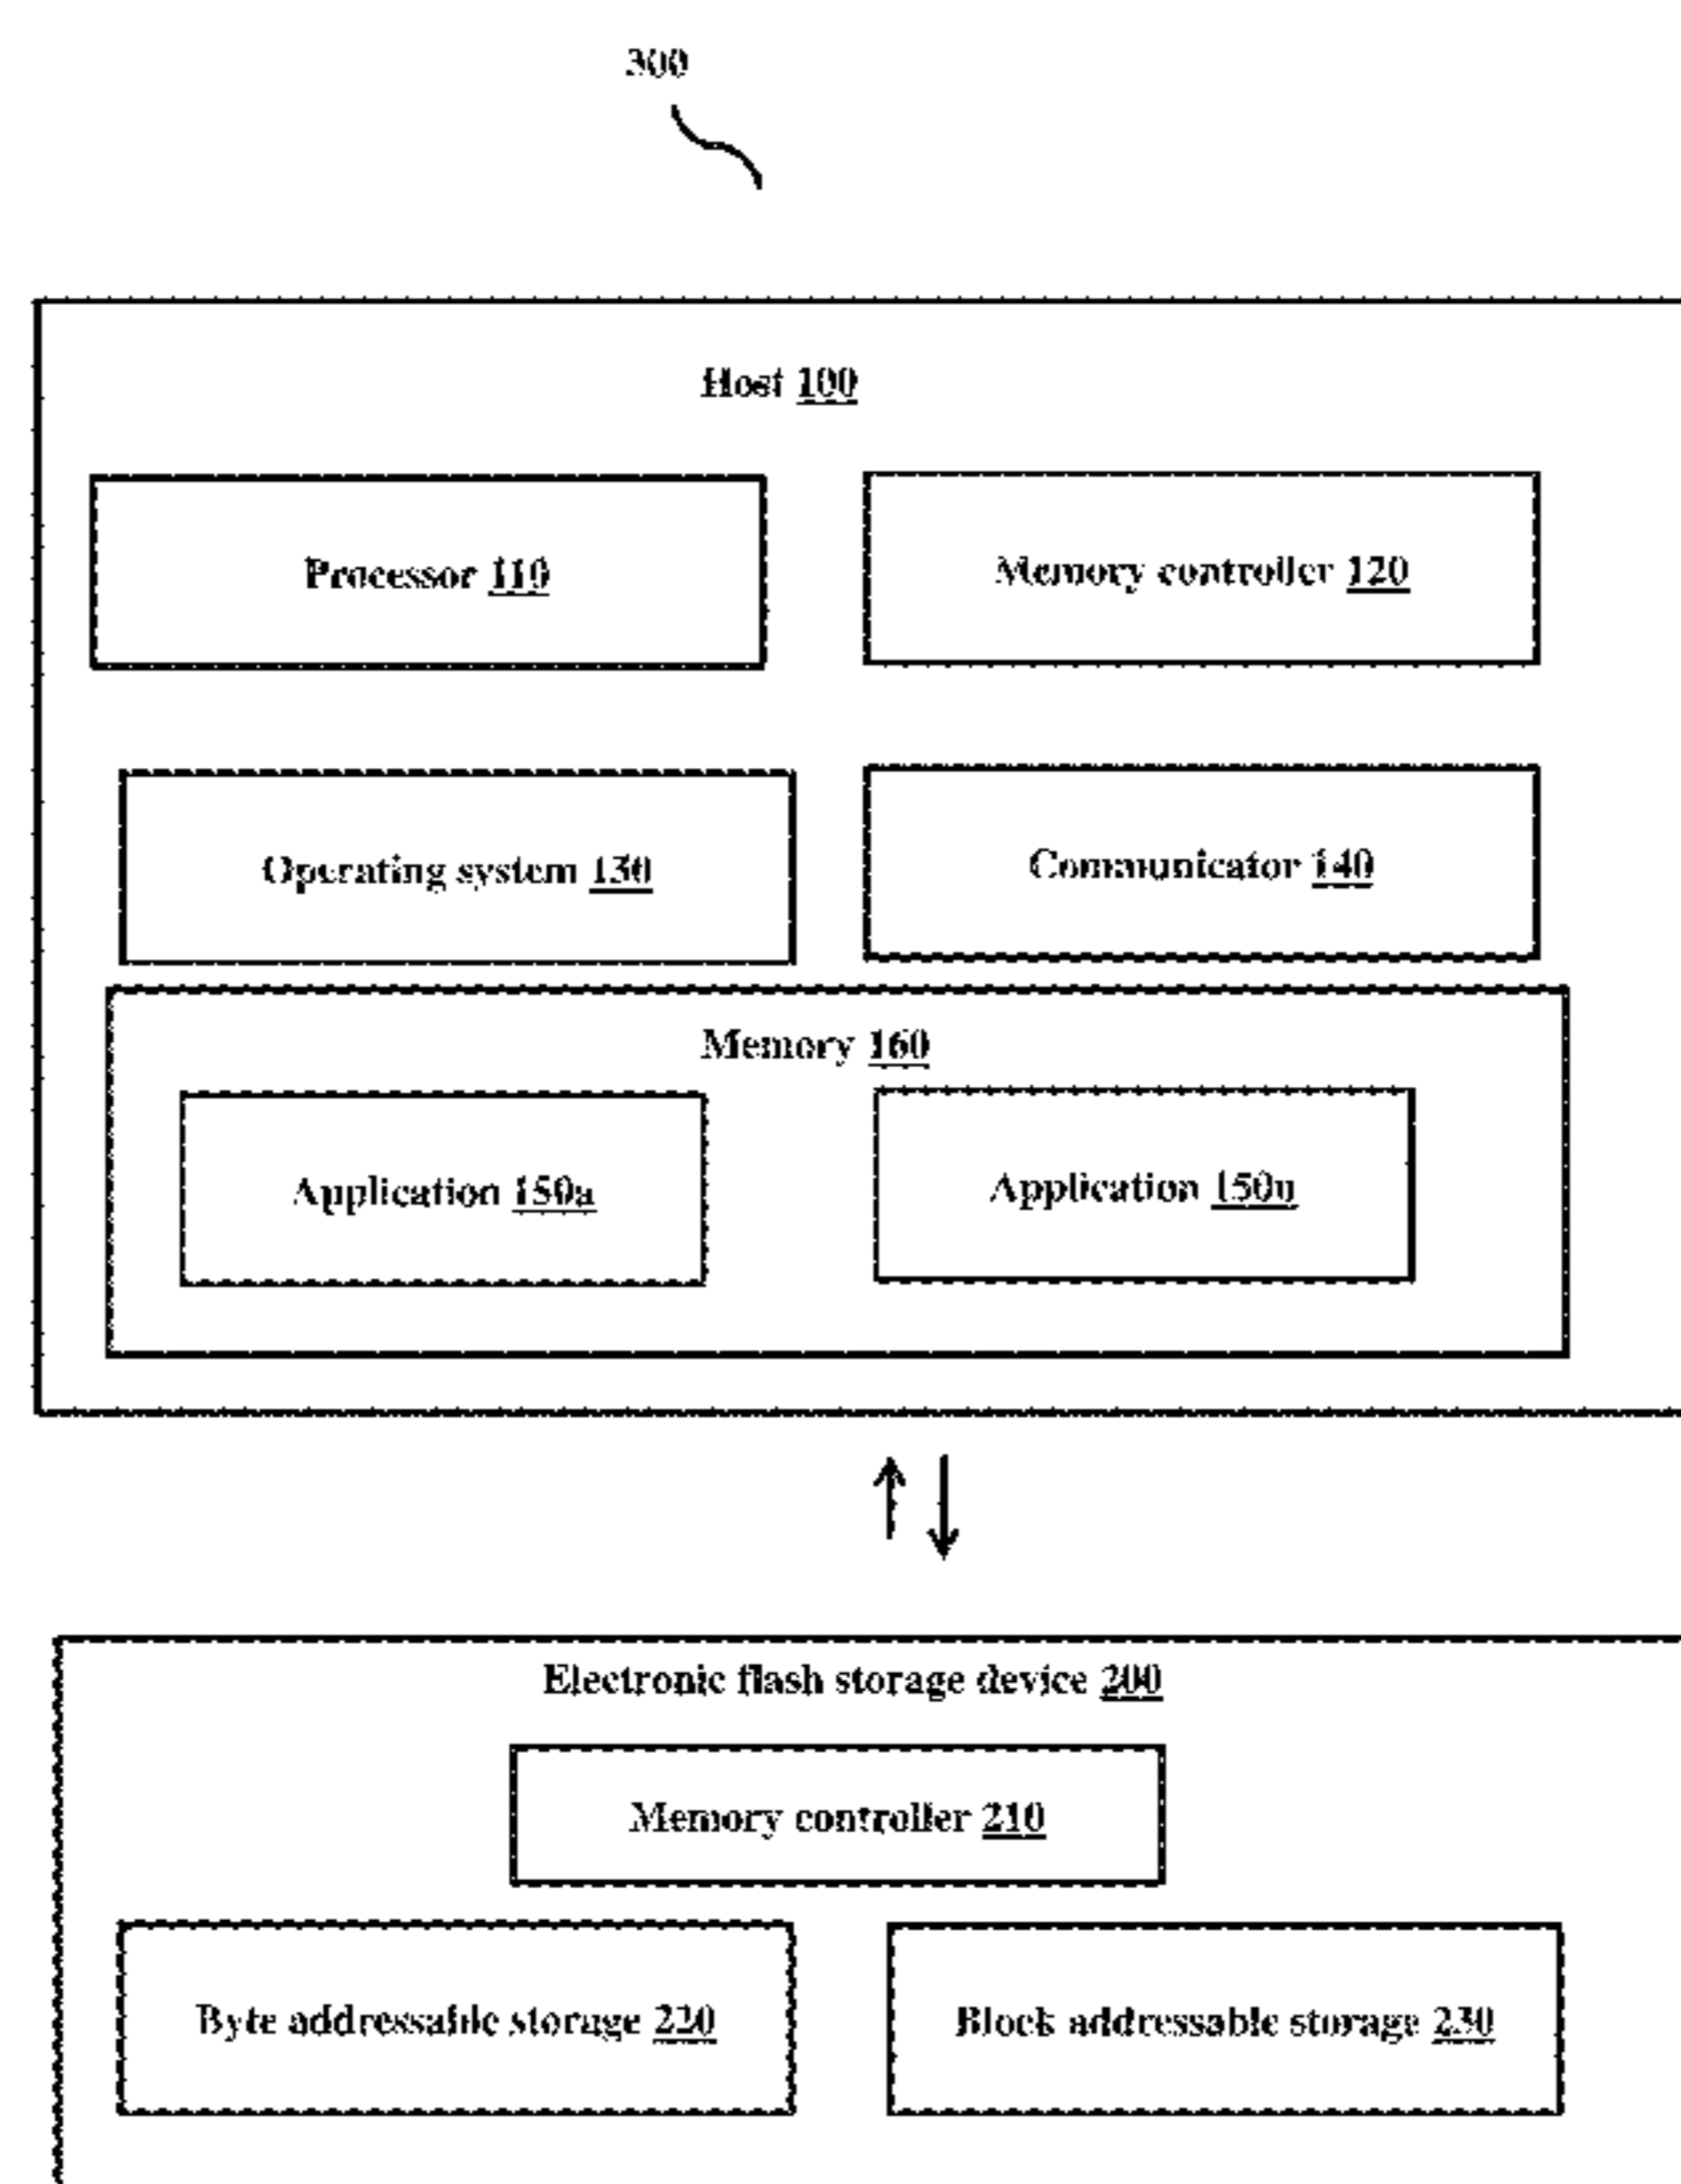 300
Host 100
Processor 110
Memory controller 120
Operating system 130
Communicator 140
Memory 160
Application 150a
Application 150n
Electronic flash storage device 200
Memory controller 210
Byte addressable storage 220
Block addressable storage 230